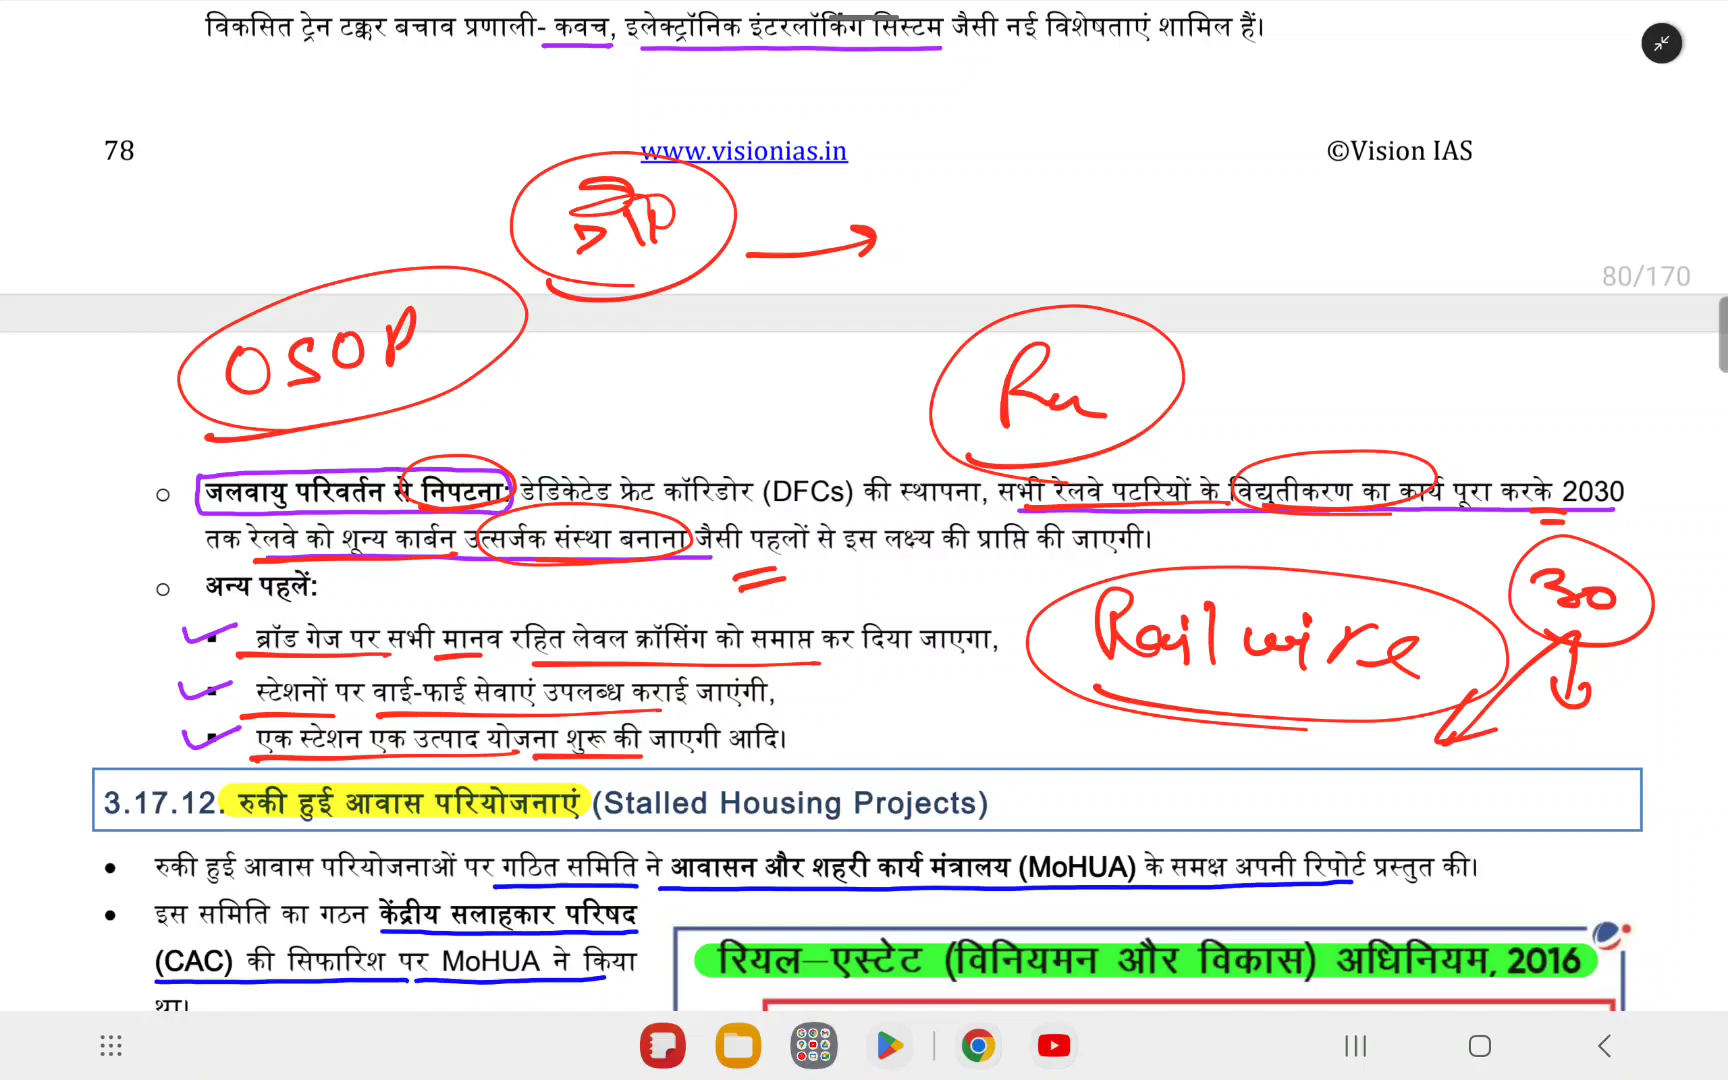 विकसित ट्रेन टक्कर बचाव प्रणाली- कवच, इलेक्ट्रॉनिक इंटरलॉकिंग सिस्टम जैसी नई विशेषताएं शामिल हैं।
78 www.visionias.in ©Vision IAS
80/170
OSOP
जलवायु परिवर्तन से निपटना: डेडिकेटेड फ्रेट कॉरिडोर (DFCs) की स्थापना, सभी रेलवे पटरियों के विद्युतीकरण का कार्य पूरा करके 2030
तक रेलवे को शून्य कार्बन उत्सर्जक संस्था बनाना जैसी पहलों से इस लक्ष्य की प्राप्ति की जाएगी।
30
अन्य पहलें:
Railwire
ब्रॉड गेज पर सभी मानव रहित लेवल क्रॉसिंग को समाप्त कर दिया जाएगा,
स्टेशनों पर वाई-फाई सेवाएं उपलब्ध कराई जाएंगी,
एक स्टेशन एक उत्पाद योजना शुरू की जाएगी आदि।
3.17.12. रुकी हुई आवास परियोजनाएं (Stalled Housing Projects)
रुकी हुई आवास परियोजनाओं पर गठित समिति ने आवासन और शहरी कार्य मंत्रालय (MoHUA) के समक्ष अपनी रिपोर्ट प्रस्तुत की।
इस समिति का गठन केंद्रीय सलाहकार परिषद
(CAC) की सिफारिश पर MoHUA ने किया
था।
रियल–एस्टेट (विनियमन और विकास) अधिनियम, 2016